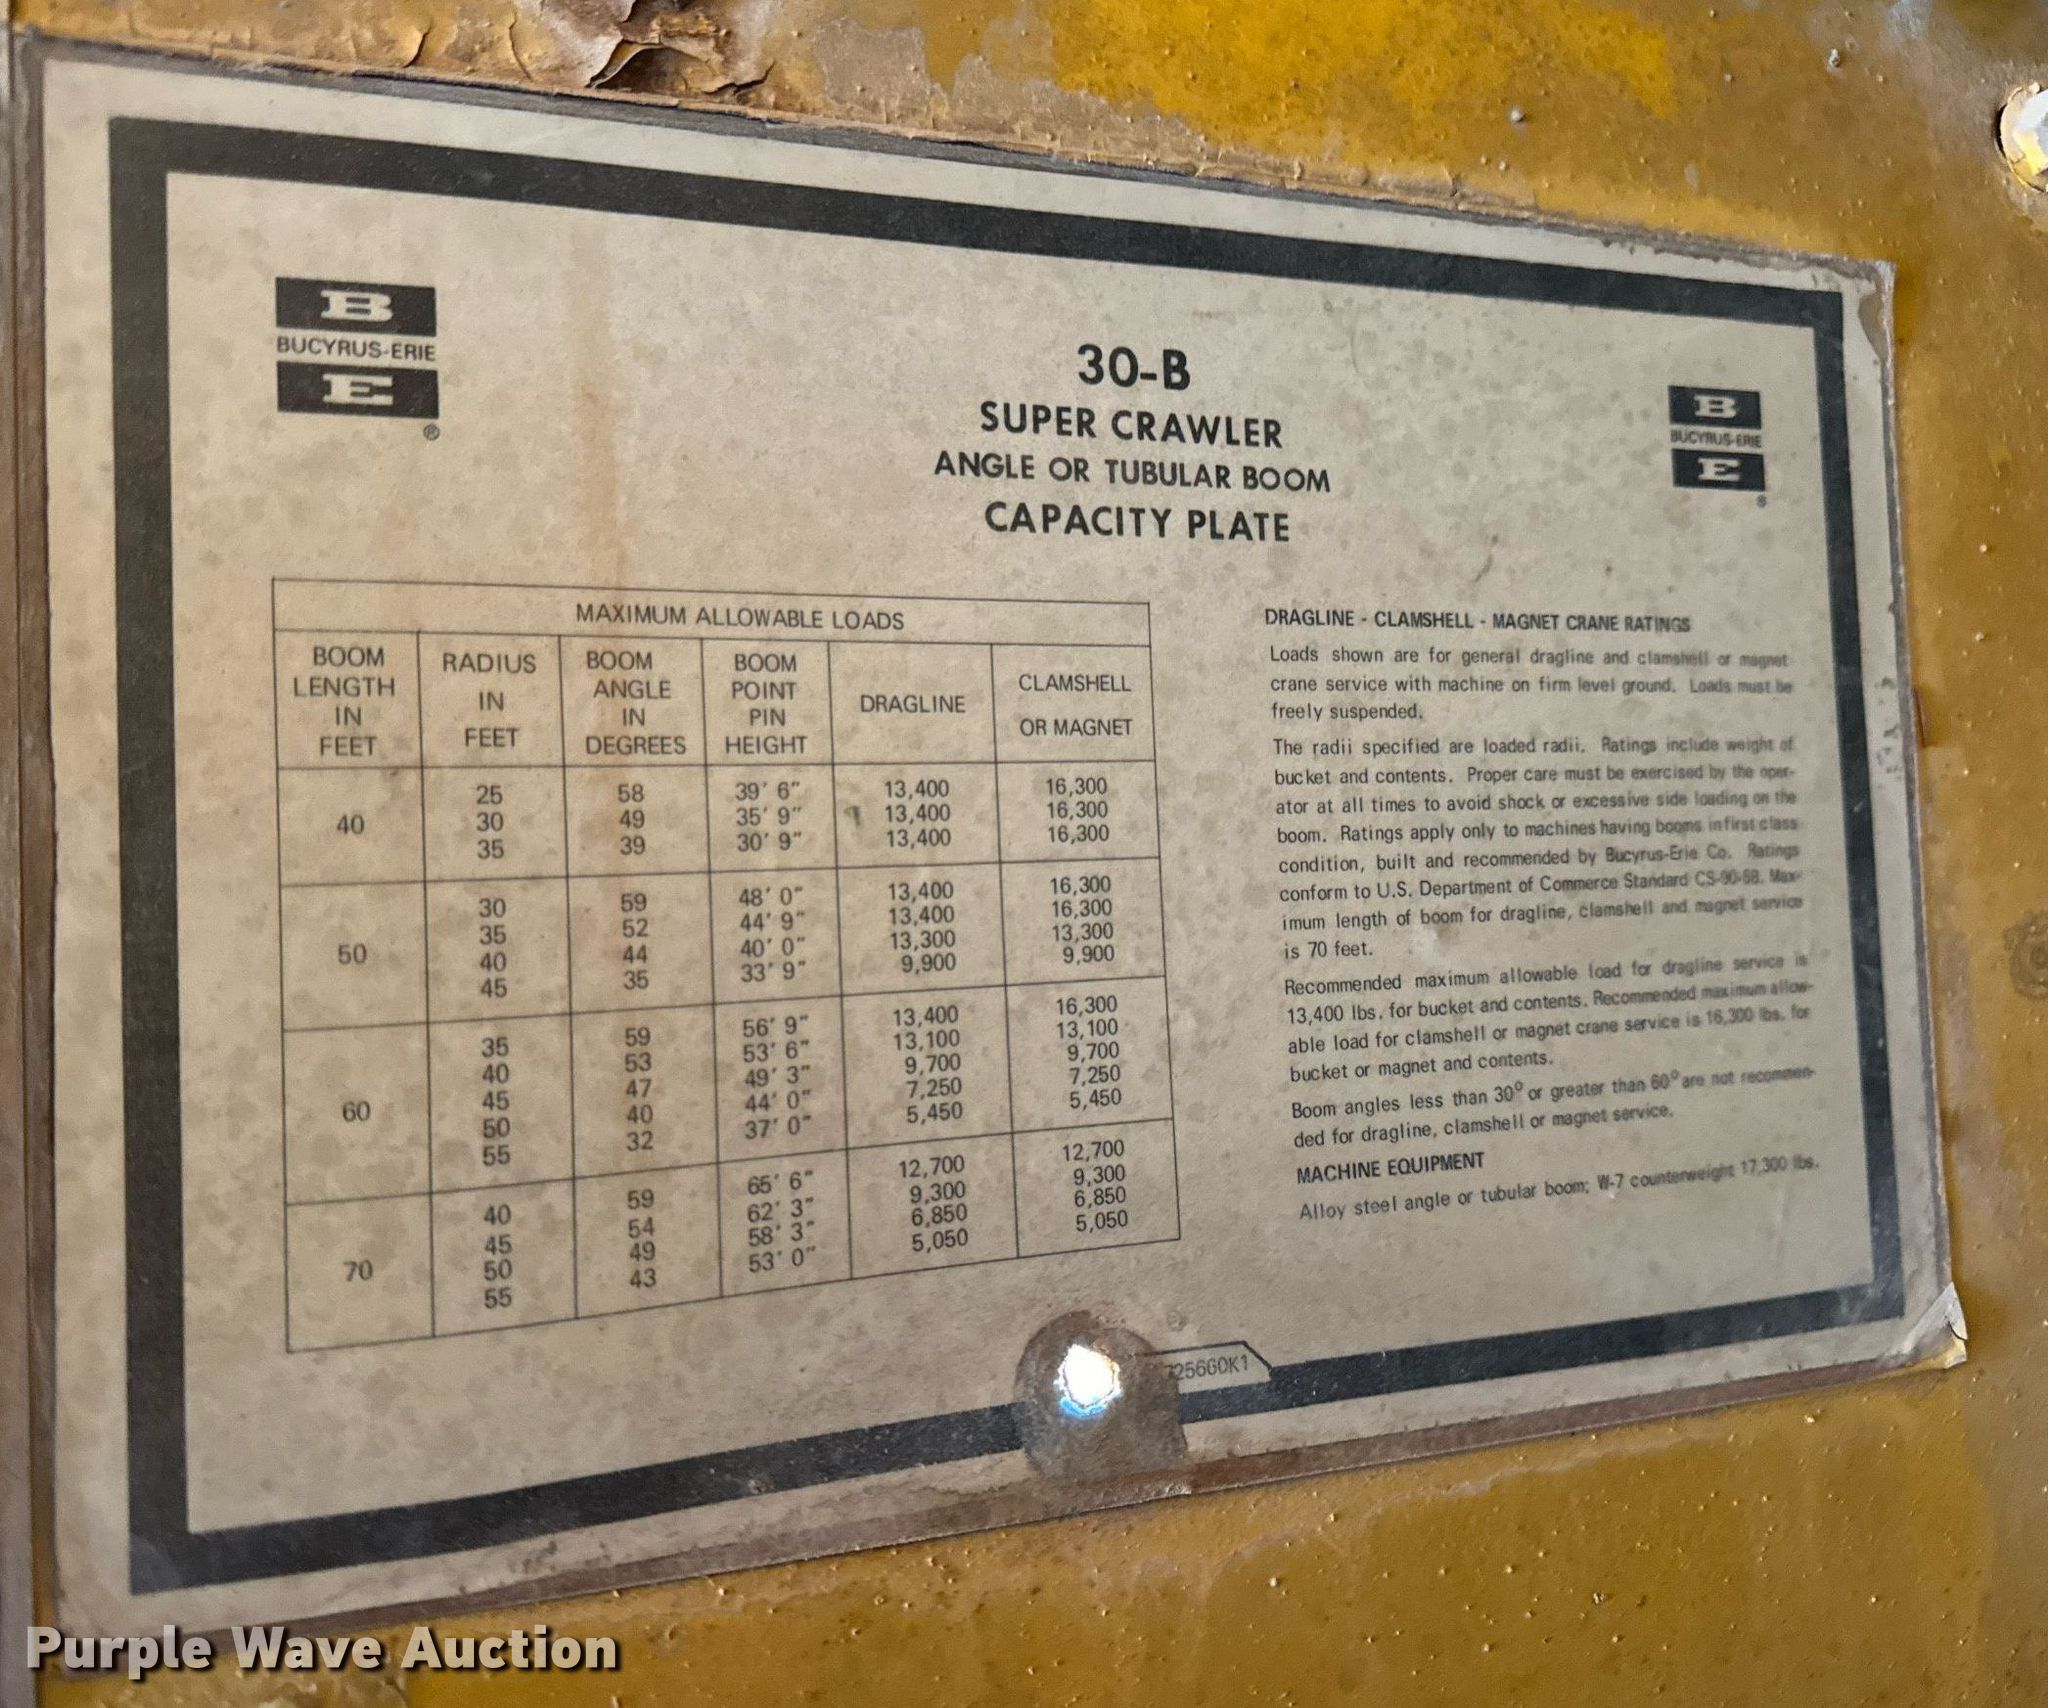 B
BUCYRUS-ERIE
E
®
30-B
SUPER CRAWLER
ANGLE OR TUBULAR BOOM
CAPACITY PLATE
B
BUCYRUS-ERIE
E
®
MAXIMUM ALLOWABLE LOADS
BOOM LENGTH IN FEET RADIUS IN FEET BOOM ANGLE IN DEGREES BOOM POINT PIN HEIGHT DRAGLINE CLAMSHELL OR MAGNET
40 25 58 39' 6" 13,400 16,300
30 49 35' 9" 13,400 16,300
35 39 30' 9" 13,400 16,300
50 30 59 48' 0" 13,400 16,300
35 52 44' 9" 13,400 16,300
40 44 40' 0" 13,300 13,300
45 35 33' 9" 9,900 9,900
60 35 59 56' 9" 13,400 16,300
40 53 53' 6" 13,100 13,100
45 47 49' 3" 9,700 9,700
50 40 44' 0" 7,250 7,250
55 32 37' 0" 5,450 5,450
70 40 59 65' 6" 12,700 12,700
45 54 62' 3" 9,300 9,300
50 49 58' 3" 6,850 6,850
55 43 53' 0" 5,050 5,050
DRAGLINE - CLAMSHELL - MAGNET CRANE RATINGS
Loads shown are for general dragline and clamshell or magnet
crane service with machine on firm level ground. Loads must be
freely suspended.
The radii specified are loaded radii. Ratings include weight of
bucket and contents. Proper care must be exercised by the oper-
ator at all times to avoid shock or excessive side loading on the
boom. Ratings apply only to machines having booms in first class
condition, built and recommended by Bucyrus-Erie Co. Ratings
conform to U.S. Department of Commerce Standard CS-90-58. Max-
imum length of boom for dragline, clamshell and magnet service
is 70 feet.
Recommended maximum allowable load for dragline service is
13,400 lbs. for bucket and contents. Recommended maximum allow-
able load for clamshell or magnet crane service is 16,300 lbs. for
bucket or magnet and contents.
Boom angles less than 30° or greater than 60° are not recommen-
ded for dragline, clamshell or magnet service.
MACHINE EQUIPMENT
Alloy steel angle or tubular boom; W-7 counterweight 17,300 lbs.
Purple Wave Auction